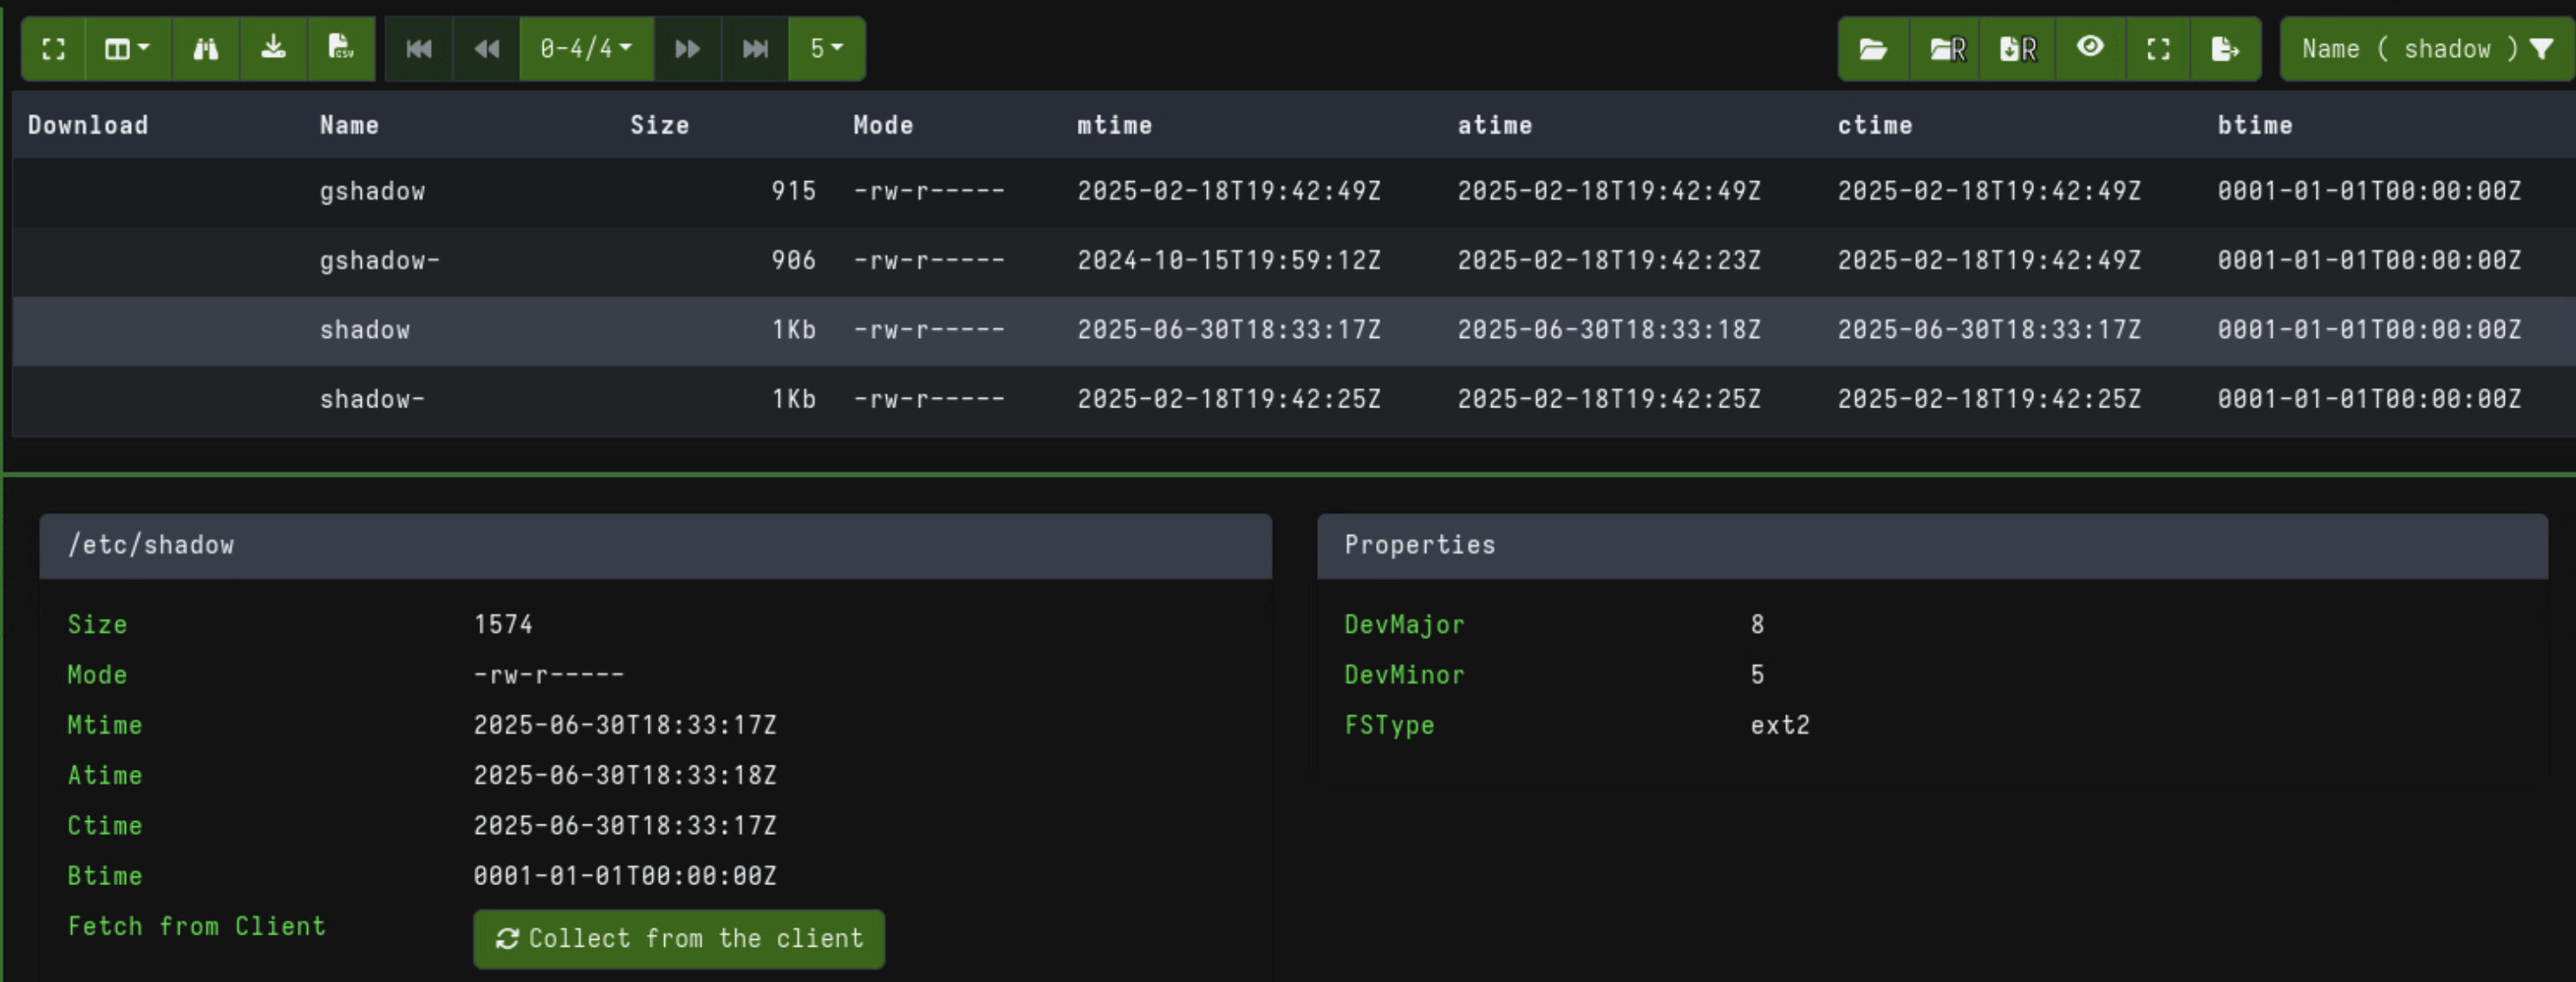 CSV 0-4/4 5 R R Name ( shadow )
Download Name Size Mode mtime atime ctime btime
gshadow 915 -rw-r----- 2025-02-18T19:42:49Z 2025-02-18T19:42:49Z 2025-02-18T19:42:49Z 0001-01-01T00:00:00Z
gshadow- 906 -rw-r----- 2024-10-15T19:59:12Z 2025-02-18T19:42:23Z 2025-02-18T19:42:49Z 0001-01-01T00:00:00Z
shadow 1Kb -rw-r----- 2025-06-30T18:33:17Z 2025-06-30T18:33:18Z 2025-06-30T18:33:17Z 0001-01-01T00:00:00Z
shadow- 1Kb -rw-r----- 2025-02-18T19:42:25Z 2025-02-18T19:42:25Z 2025-02-18T19:42:25Z 0001-01-01T00:00:00Z
/etc/shadow
Size 1574
Mode -rw-r-----
Mtime 2025-06-30T18:33:17Z
Atime 2025-06-30T18:33:18Z
Ctime 2025-06-30T18:33:17Z
Btime 0001-01-01T00:00:00Z
Fetch from Client Collect from the client
Properties
DevMajor 8
DevMinor 5
FSType ext2